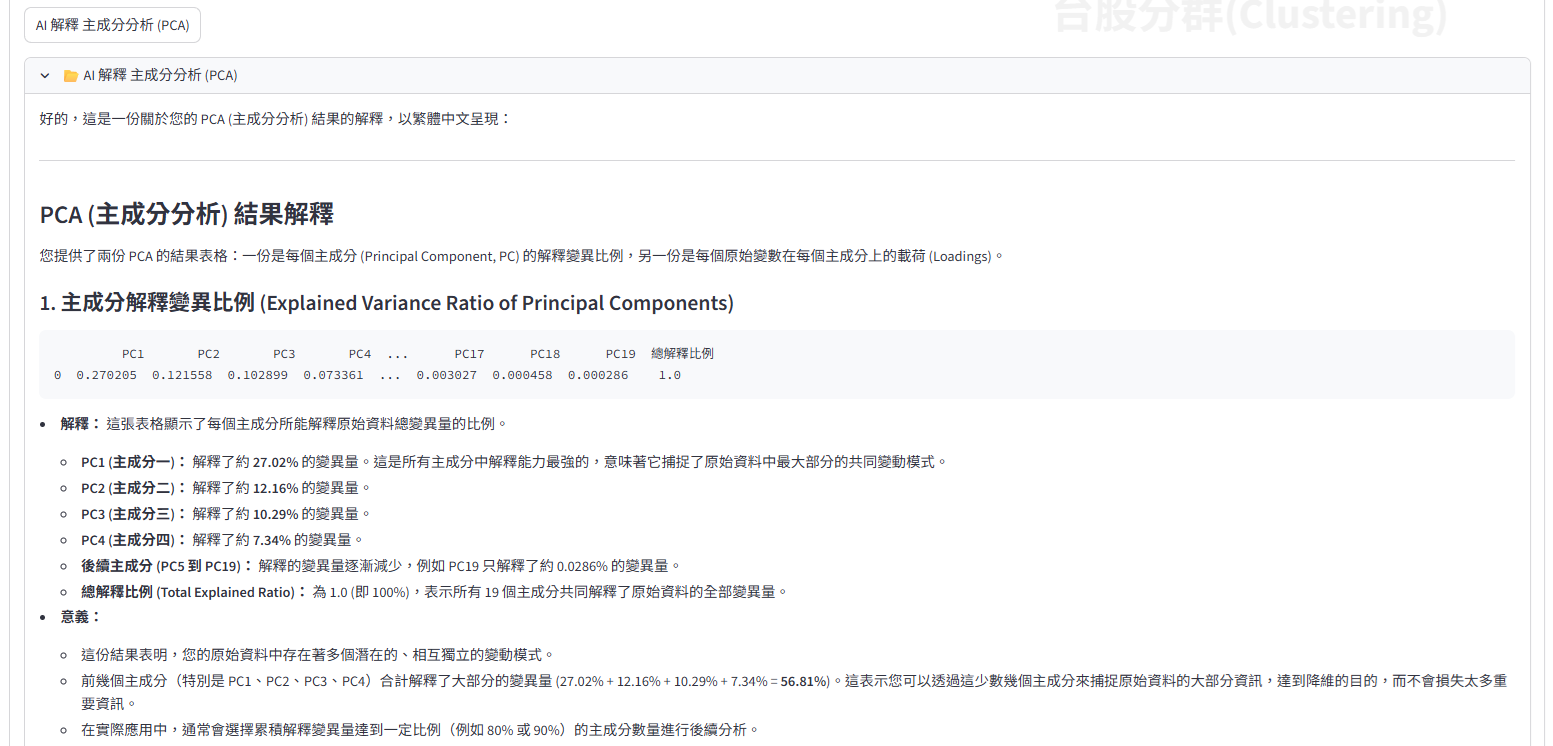 台股分群(Clustering)
AI 解釋 主成分分析 (PCA)
AI 解釋 主成分分析 (PCA)
好的，這是一份關於您的 PCA (主成分分析) 結果的解釋，以繁體中文呈現：
PCA (主成分分析) 結果解釋
您提供了兩份 PCA 的結果表格：一份是每個主成分 (Principal Component, PC) 的解釋變異比例，另一份是每個原始變數在每個主成分上的載荷 (Loadings)。
1. 主成分解釋變異比例 (Explained Variance Ratio of Principal Components)
PC1 PC2 PC3 PC4 ... PC17 PC18 PC19 總解釋比例
0 0.270205 0.121558 0.102899 0.073361 ... 0.003027 0.000458 0.000286 1.0
• 解釋： 這張表格顯示了每個主成分所能解釋原始資料總變異量的比例。
◦ PC1 (主成分一)： 解釋了約 27.02% 的變異量。這是所有主成分中解釋能力最強的，意味著它捕捉了原始資料中最大部分的共同變動模式。
◦ PC2 (主成分二)： 解釋了約 12.16% 的變異量。
◦ PC3 (主成分三)： 解釋了約 10.29% 的變異量。
◦ PC4 (主成分四)： 解釋了約 7.34% 的變異量。
◦ 後續主成分 (PC5 到 PC19)： 解釋的變異量逐漸減少，例如 PC19 只解釋了約 0.0286% 的變異量。
◦ 總解釋比例 (Total Explained Ratio)： 為 1.0 (即 100%)，表示所有 19 個主成分共同解釋了原始資料的全部變異量。
• 意義：
◦ 這份結果表明，您的原始資料中存在著多個潛在的、相互獨立的變動模式。
◦ 前幾個主成分（特別是 PC1、PC2、PC3、PC4）合計解釋了大部分的變異量 (27.02% + 12.16% + 10.29% + 7.34% = 56.81%)。這表示您可以透過這少數幾個主成分來捕捉原始資料的大部分資訊，達到降維的目的，而不會損失太多重
要資訊。
◦ 在實際應用中，通常會選擇累積解釋變異量達到一定比例（例如 80% 或 90%）的主成分數量進行後續分析。